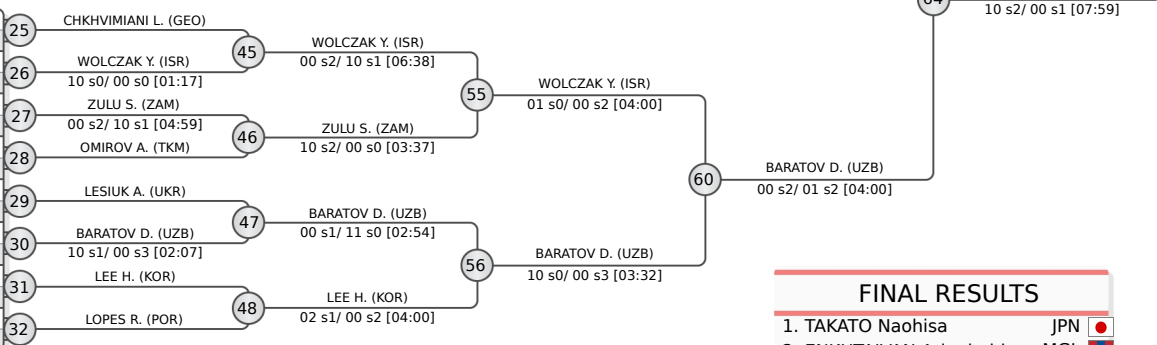 25
CHKHVIMIANI L. (GEO)
26
WOLCZAK Y. (ISR)
10 s0/ 00 s0 [01:17]
27
ZULU S. (ZAM)
00 s2/ 10 s1 [04:59]
28
OMIROV A. (TKM)
29
LESIUK A. (UKR)
30
BARATOV D. (UZB)
10 s1/ 00 s3 [02:07]
31
LEE H. (KOR)
32
LOPES R. (POR)
45
WOLCZAK Y. (ISR)
00 s2/ 10 s1 [06:38]
46
ZULU S. (ZAM)
10 s2/ 00 s0 [03:37]
47
BARATOV D. (UZB)
00 s1/ 11 s0 [02:54]
48
LEE H. (KOR)
02 s1/ 00 s2 [04:00]
55
WOLCZAK Y. (ISR)
01 s0/ 00 s2 [04:00]
56
BARATOV D. (UZB)
10 s0/ 00 s3 [03:32]
60
BARATOV D. (UZB)
00 s2/ 01 s2 [04:00]
10 s2/ 00 s1 [07:59]
FINAL RESULTS
1. TAKATO Naohisa JPN